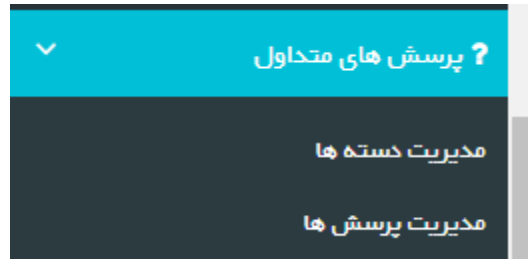 ? پرسش های متداول
مدیریت دسته ها
مدیریت پرسش ها